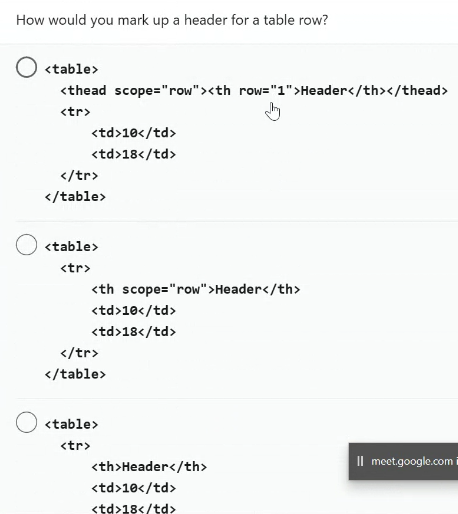 How would you mark up a header for a table row?
<table>
<thead scope="row"><th row="1">Header</th></thead>
<tr>
<td>10</td>
<td>18</td>
</tr>
</table>
<table>
<tr>
<th scope="row">Header</th>
<td>10</td>
<td>18</td>
</tr>
</table>
<table>
<tr>
<th>Header</th>
<td>10</td>
<td>18</td>
meet.google.com i